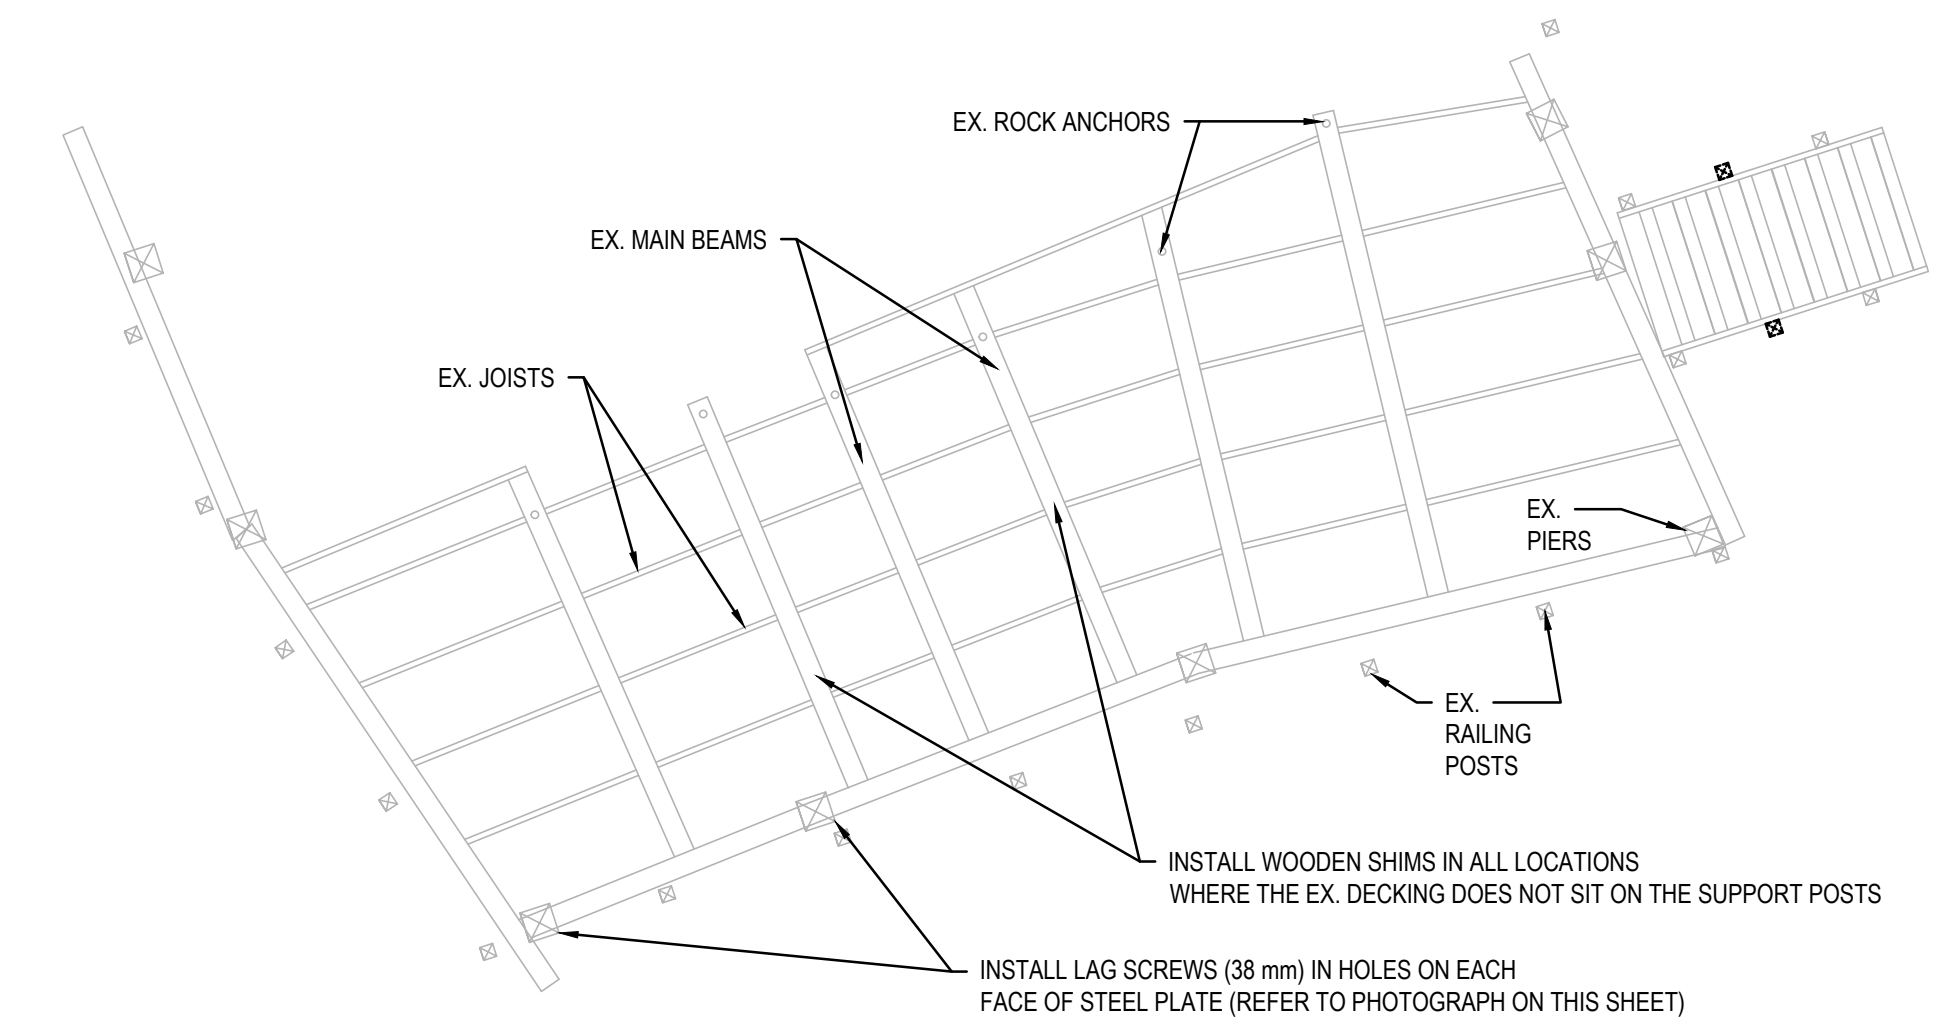 EX. ROCK ANCHORS
EX. MAIN BEAMS
EX. JOISTS
EX.
PIERS
EX.
RAILING
POSTS
INSTALL WOODEN SHIMS IN ALL LOCATIONS
WHERE THE EX. DECKING DOES NOT SIT ON THE SUPPORT POSTS
INSTALL LAG SCREWS (38 mm) IN HOLES ON EACH
FACE OF STEEL PLATE (REFER TO PHOTOGRAPH ON THIS SHEET)